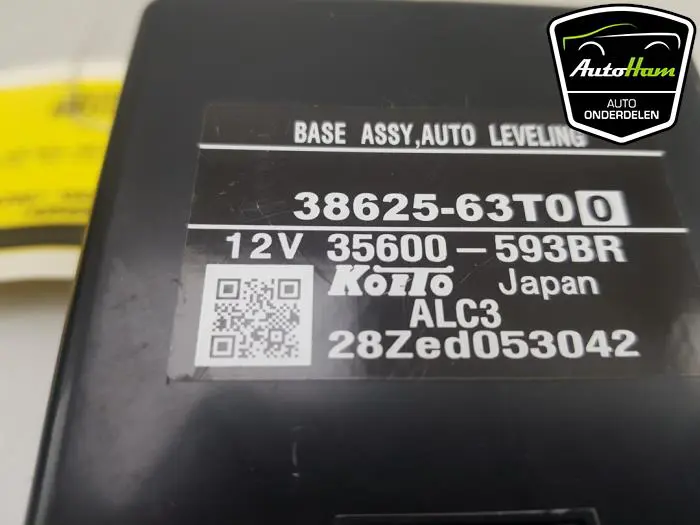 AutoHam
AUTO
ONDERDELEN
BASE ASSY,AUTO LEVELING
38625-63T00
12V 35600-593BR
KOITO Japan
ALC3
28Zed053042